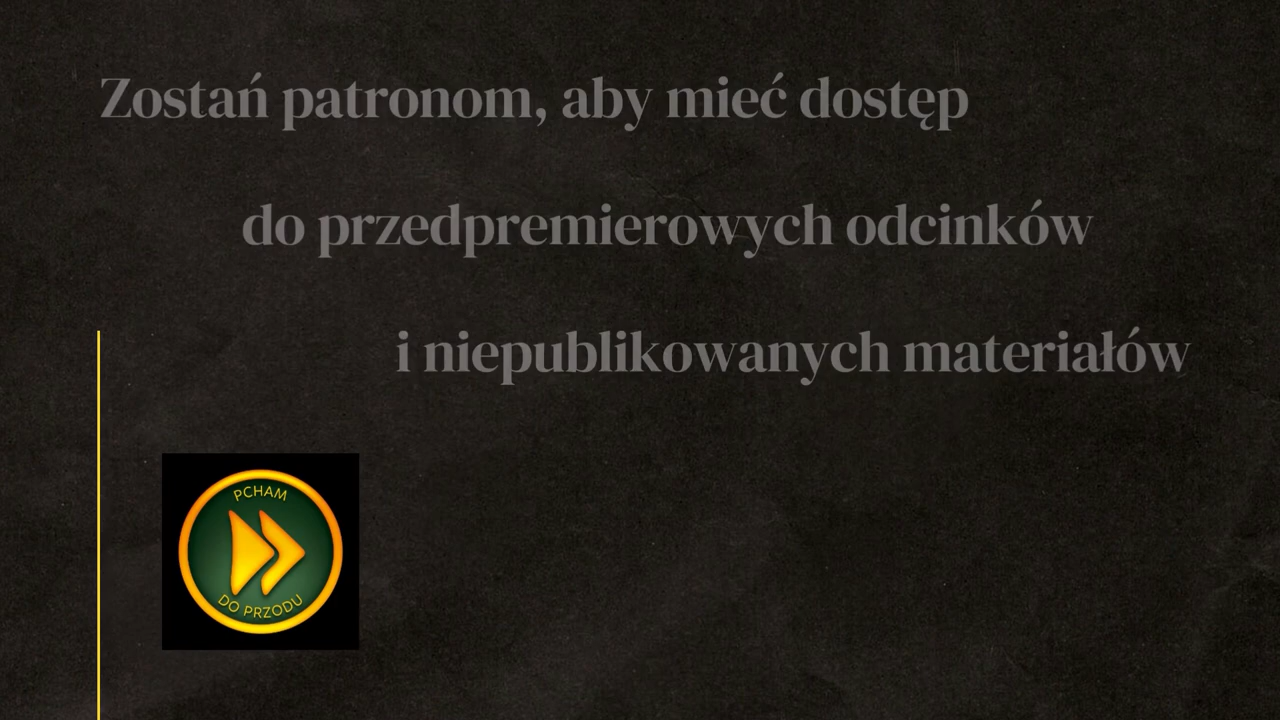 Zostań patronom, aby mieć dostęp
do przedpremierowych odcinków
i niepublikowanych materiałów
PCHAM
DO PRZODU